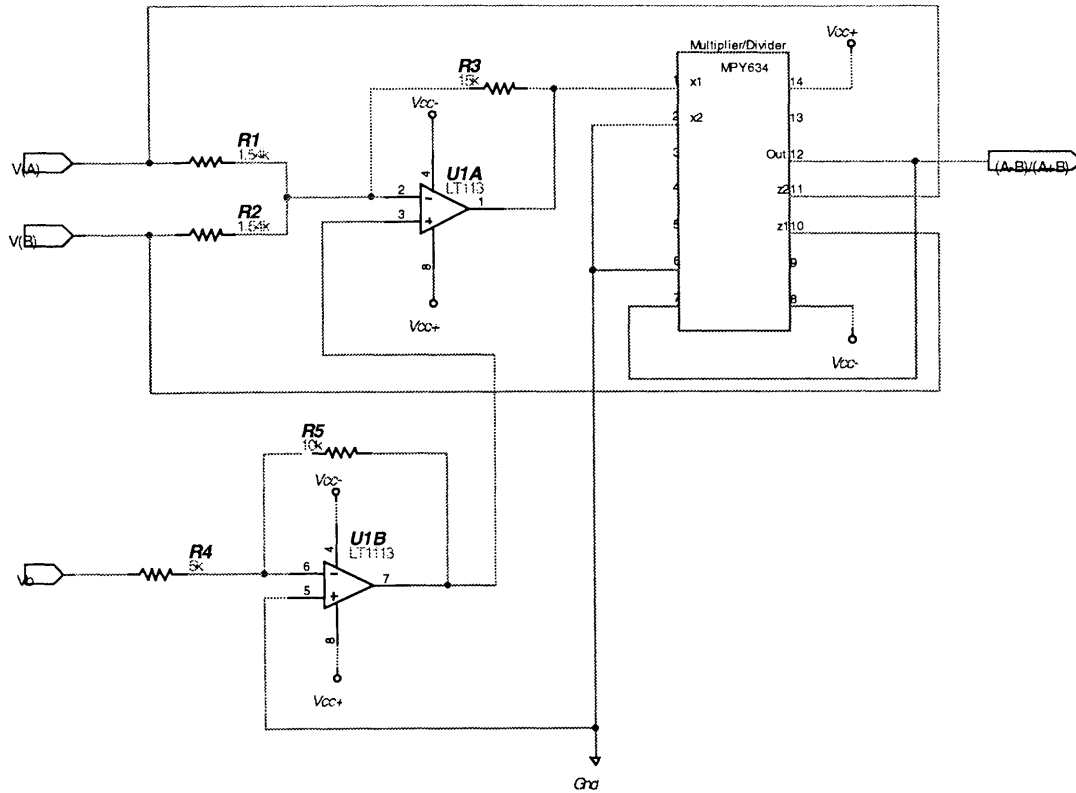 Multiplier/Divider
MPY634
Vcc+
R3
15k
1
x1
14
Vcc-
2
x2
13
R1
1.54k
4
U1A
LT113
3
Out
12
(A-B)/(A+B)
V(A)
2
-
1
4
z2
11
R2
1.54k
3
+
5
z1
10
V(B)
8
6
9
Vcc+
7
8
Vcc-
R5
10k
Vcc-
4
U1B
LT1113
R4
5k
6
-
7
Vb
5
+
8
Vcc+
Gnd